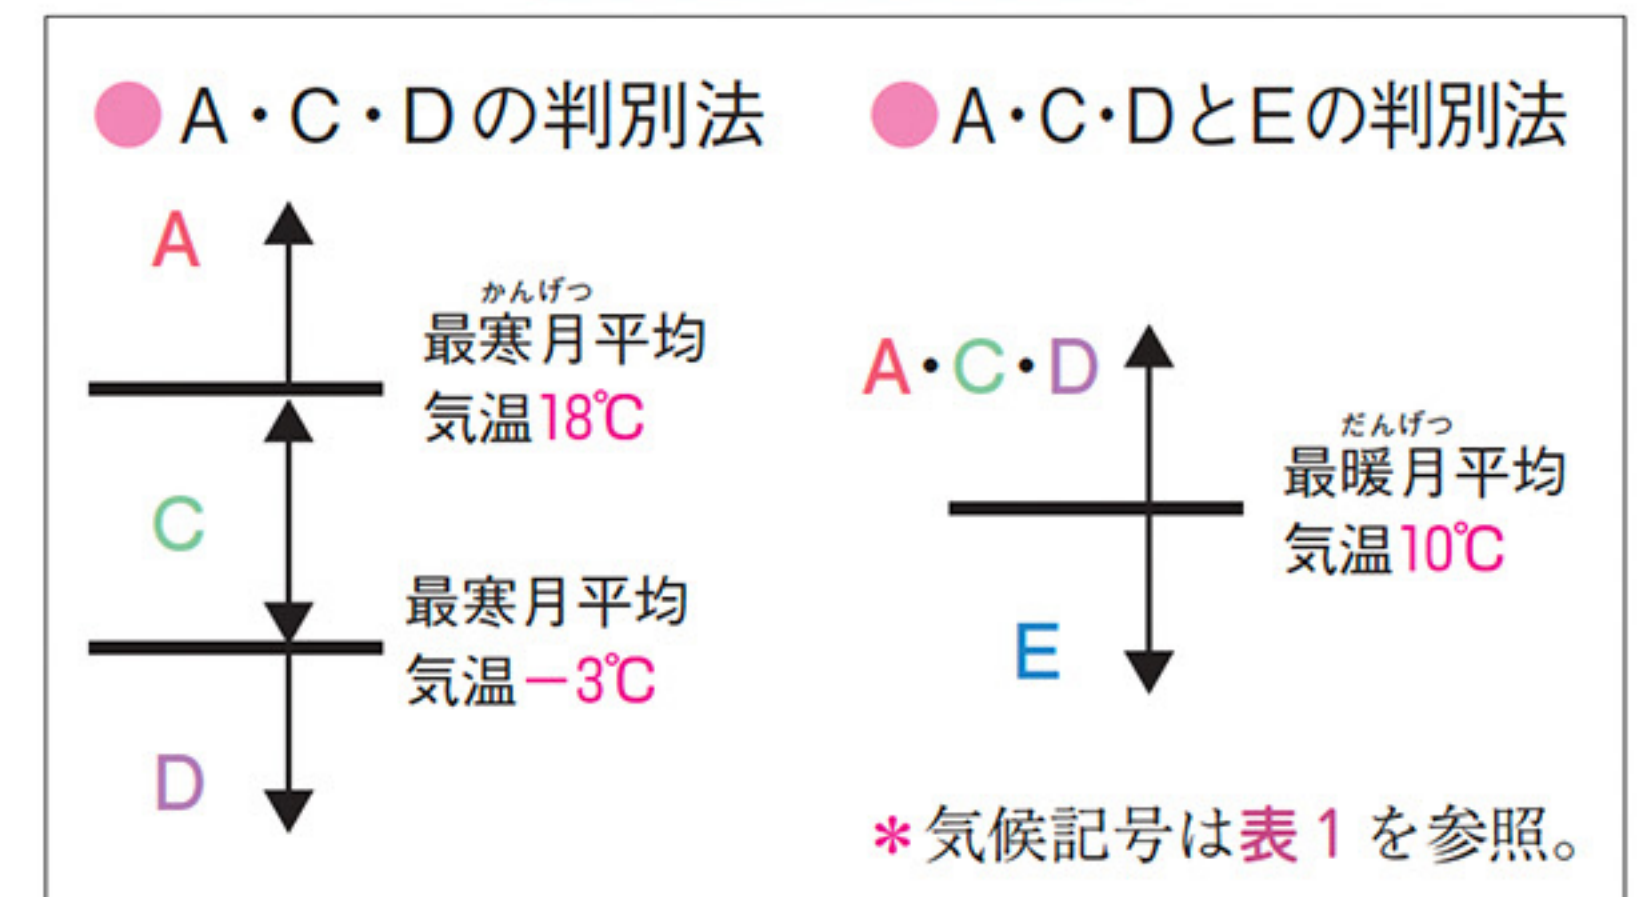 ●A・C・Dの判別法
A
かんげつ
最寒月平均
気温18℃
C
最寒月平均
気温－3℃
D
●A・C・DとEの判別法
A・C・D
だんげつ
最暖月平均
気温10℃
E
＊気候記号は表1を参照。